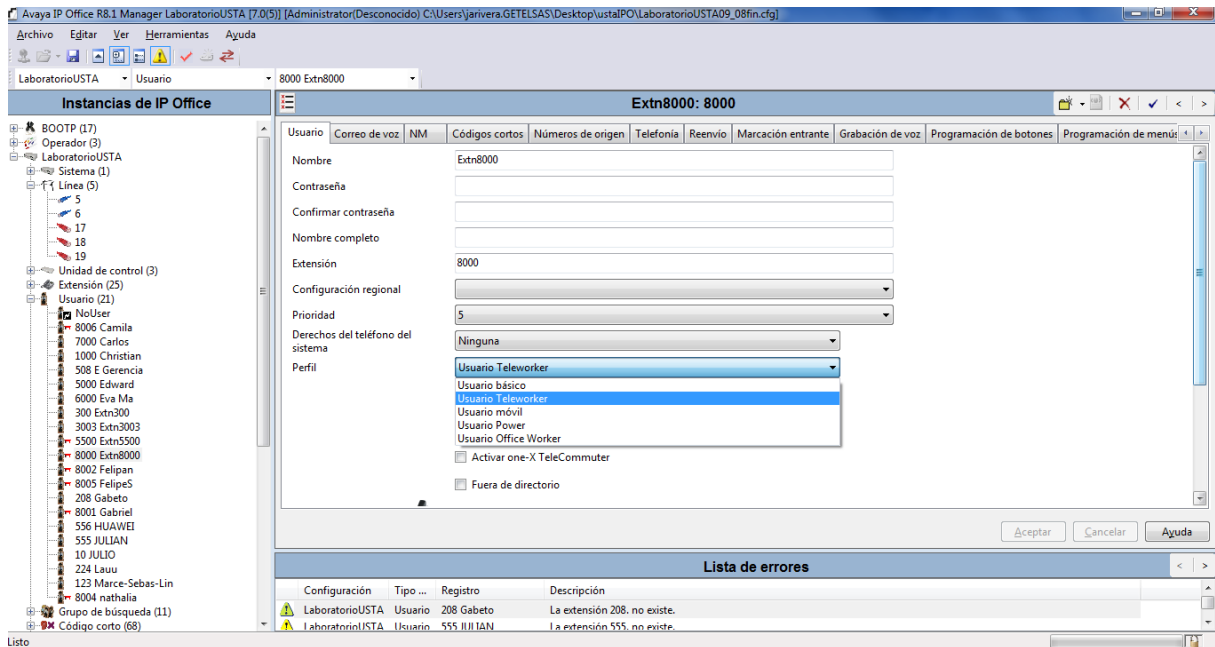 Avaya IP Office R8.1 Manager LaboratorioUSTA [7.0(5)] [Administrator(Desconocido) C:\Users\jarivera.GETELSAS\Desktop\ustaIPO\LaboratorioUSTA09_08fin.cfg]
Archivo Editar Ver Herramientas Ayuda
LaboratorioUSTA Usuario 8000 Extn8000
Instancias de IP Office
BOOTP (17)
Operador (3)
LaboratorioUSTA
Sistema (1)
Línea (5)
5
6
17
18
19
Unidad de control (3)
Extensión (25)
Usuario (21)
NoUser
8006 Camila
7000 Carlos
1000 Christian
508 E Gerencia
5000 Edward
6000 Eva Ma
300 Extn300
3003 Extn3003
5500 Extn5500
8000 Extn8000
8002 Felipan
8005 FelipeS
208 Gabeto
8001 Gabriel
556 HUAWEI
555 JULIAN
10 JULIO
224 Lauu
123 Marce-Sebas-Lin
8004 nathalia
Grupo de búsqueda (11)
Código corto (68)
Extn8000: 8000
Usuario Correo de voz NM Códigos cortos Números de origen Telefonía Reenvío Marcación entrante Grabación de voz Programación de botones Programación de menús
Nombre Extn8000
Contraseña
Confirmar contraseña
Nombre completo
Extensión 8000
Configuración regional
Prioridad 5
Derechos del teléfono del
sistema Ninguna
Perfil Usuario Teleworker
Usuario básico
Usuario Teleworker
Usuario móvil
Usuario Power
Usuario Office Worker
Activar one-X TeleCommuter
Fuera de directorio
Aceptar Cancelar Ayuda
Lista de errores
Configuración Tipo ... Registro Descripción
LaboratorioUSTA Usuario 208 Gabeto La extensión 208. no existe.
LaboratorioUSTA Usuario 555 JULIAN La extensión 555. no existe.
Listo